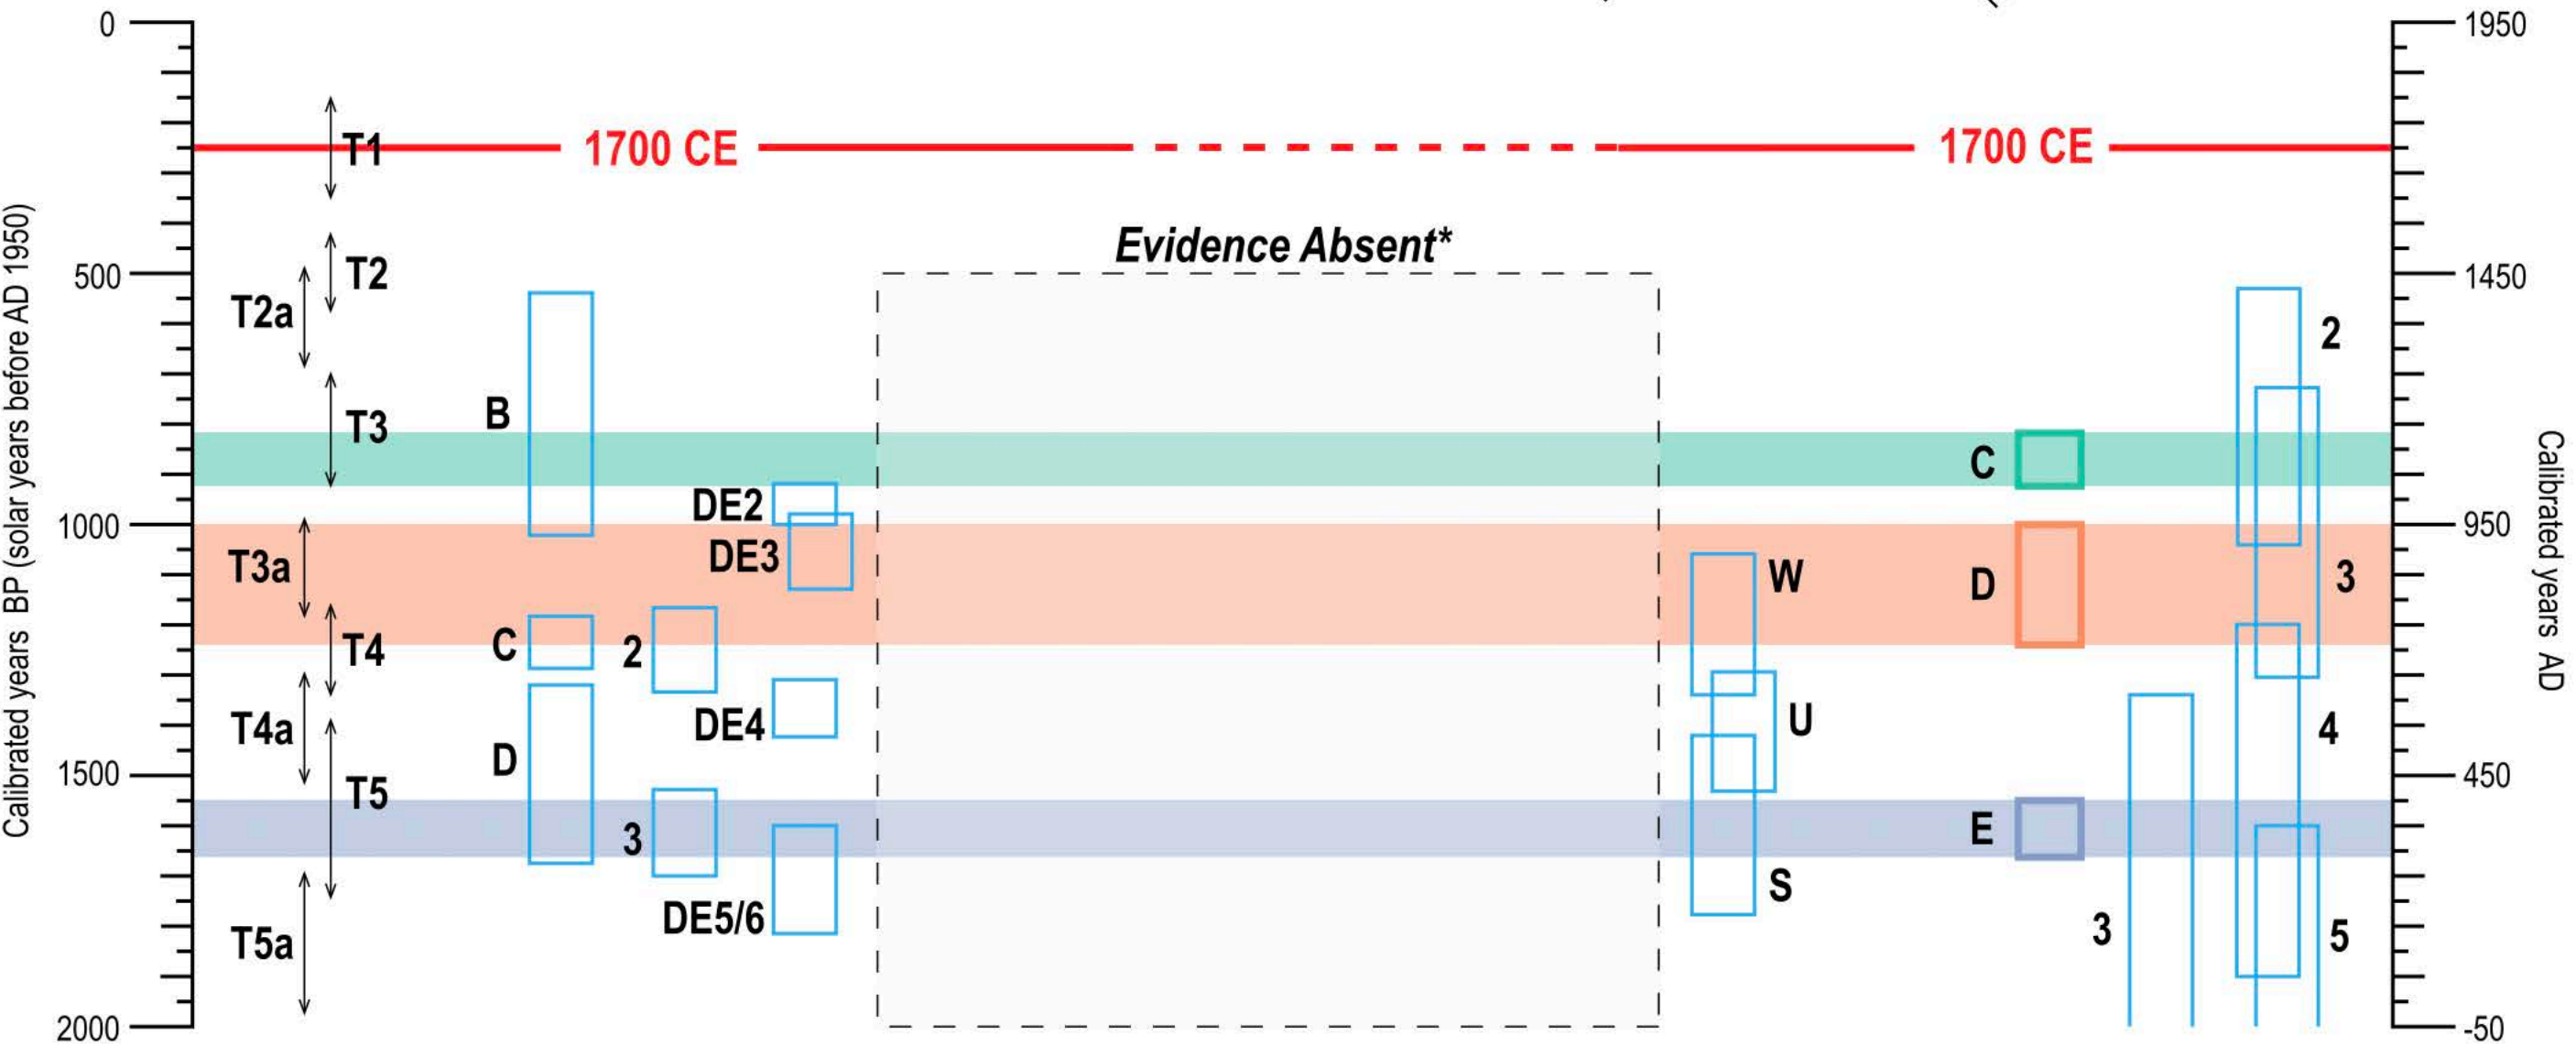 0
1950
T1
1700 CE
1700 CE
Evidence Absent*
T2
500
1450
T2a
2
B
T3
C
DE2
1000
950
DE3
T3a
W
D
3
T4
C
2
DE4
T4a
U
4
D
1500
450
T5
3
E
S
DE5/6
3
5
T5a
2000
-50
Calibrated years BP (solar years before AD 1950)
Calibrated years AD